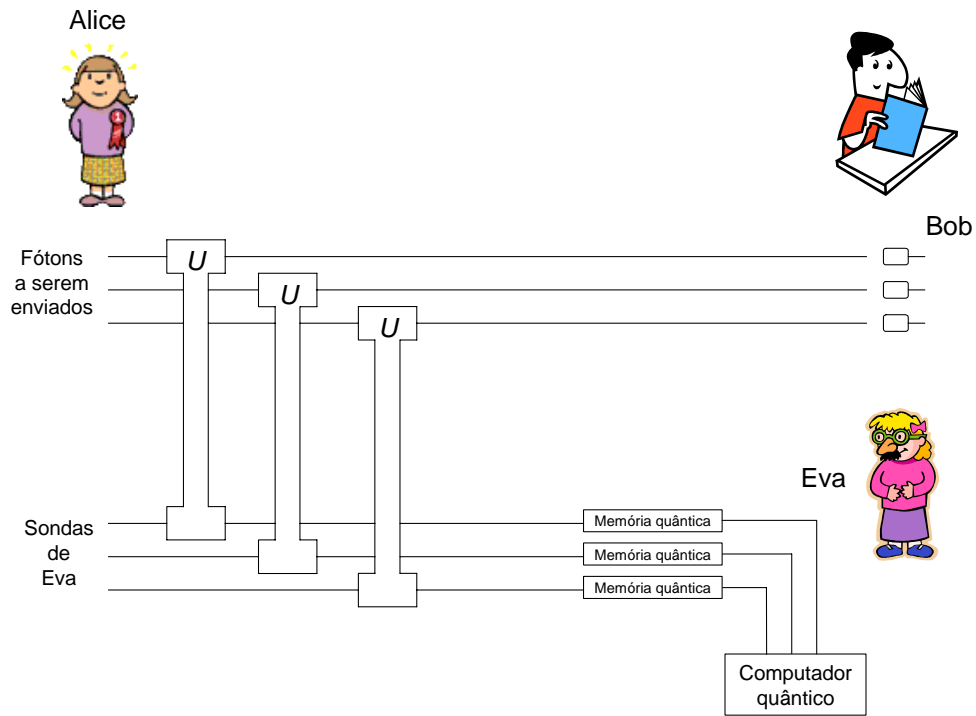 Alice
Bob
Fótons
a serem
enviados
U
U
U
Eva
Sondas
de
Eva
Memória quântica
Memória quântica
Memória quântica
Computador
quântico